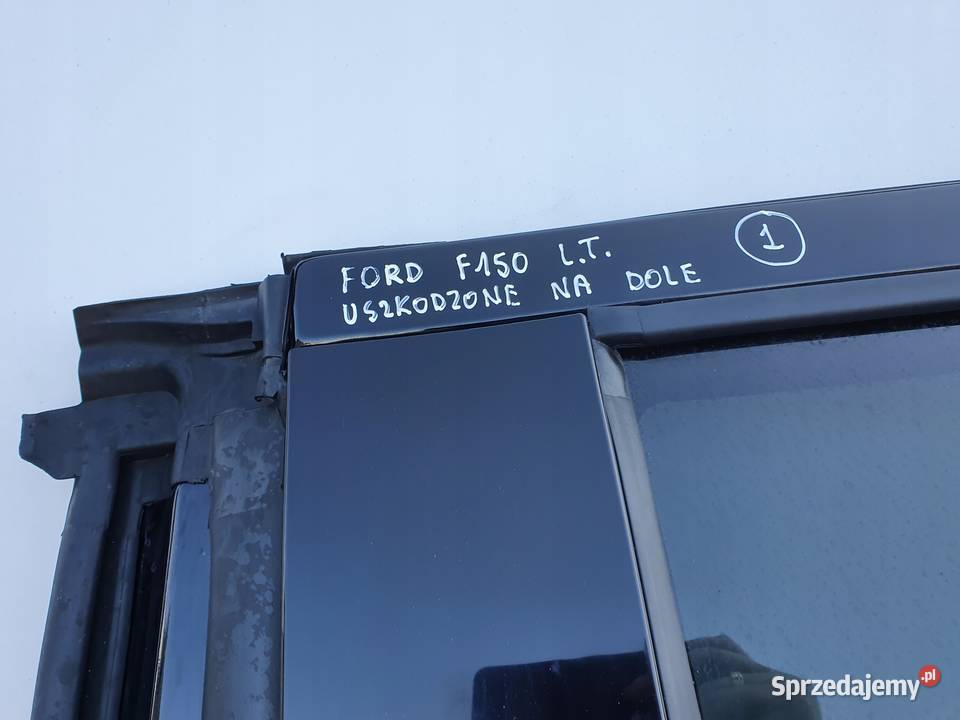 FORD F150 L.T. 1
USZKODZONE NA DOLE
Sprzedajemy.pl